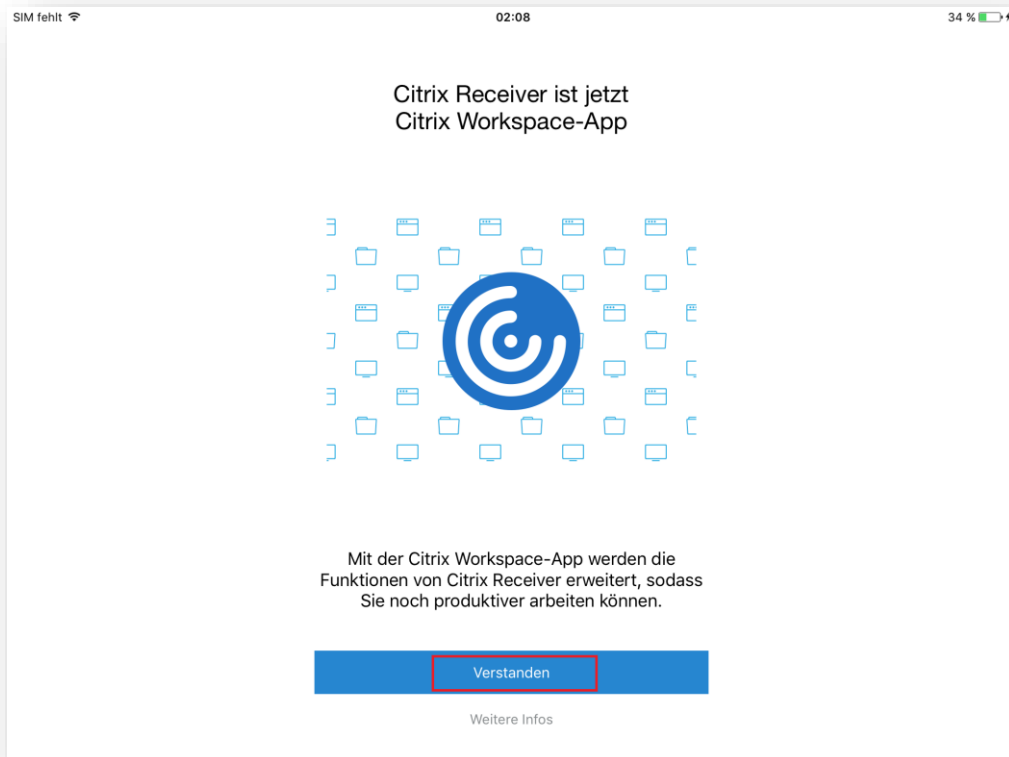 SIM fehlt 02:08 34 %
Citrix Receiver ist jetzt
Citrix Workspace-App
Mit der Citrix Workspace-App werden die
Funktionen von Citrix Receiver erweitert, sodass
Sie noch produktiver arbeiten können.
Verstanden
Weitere Infos